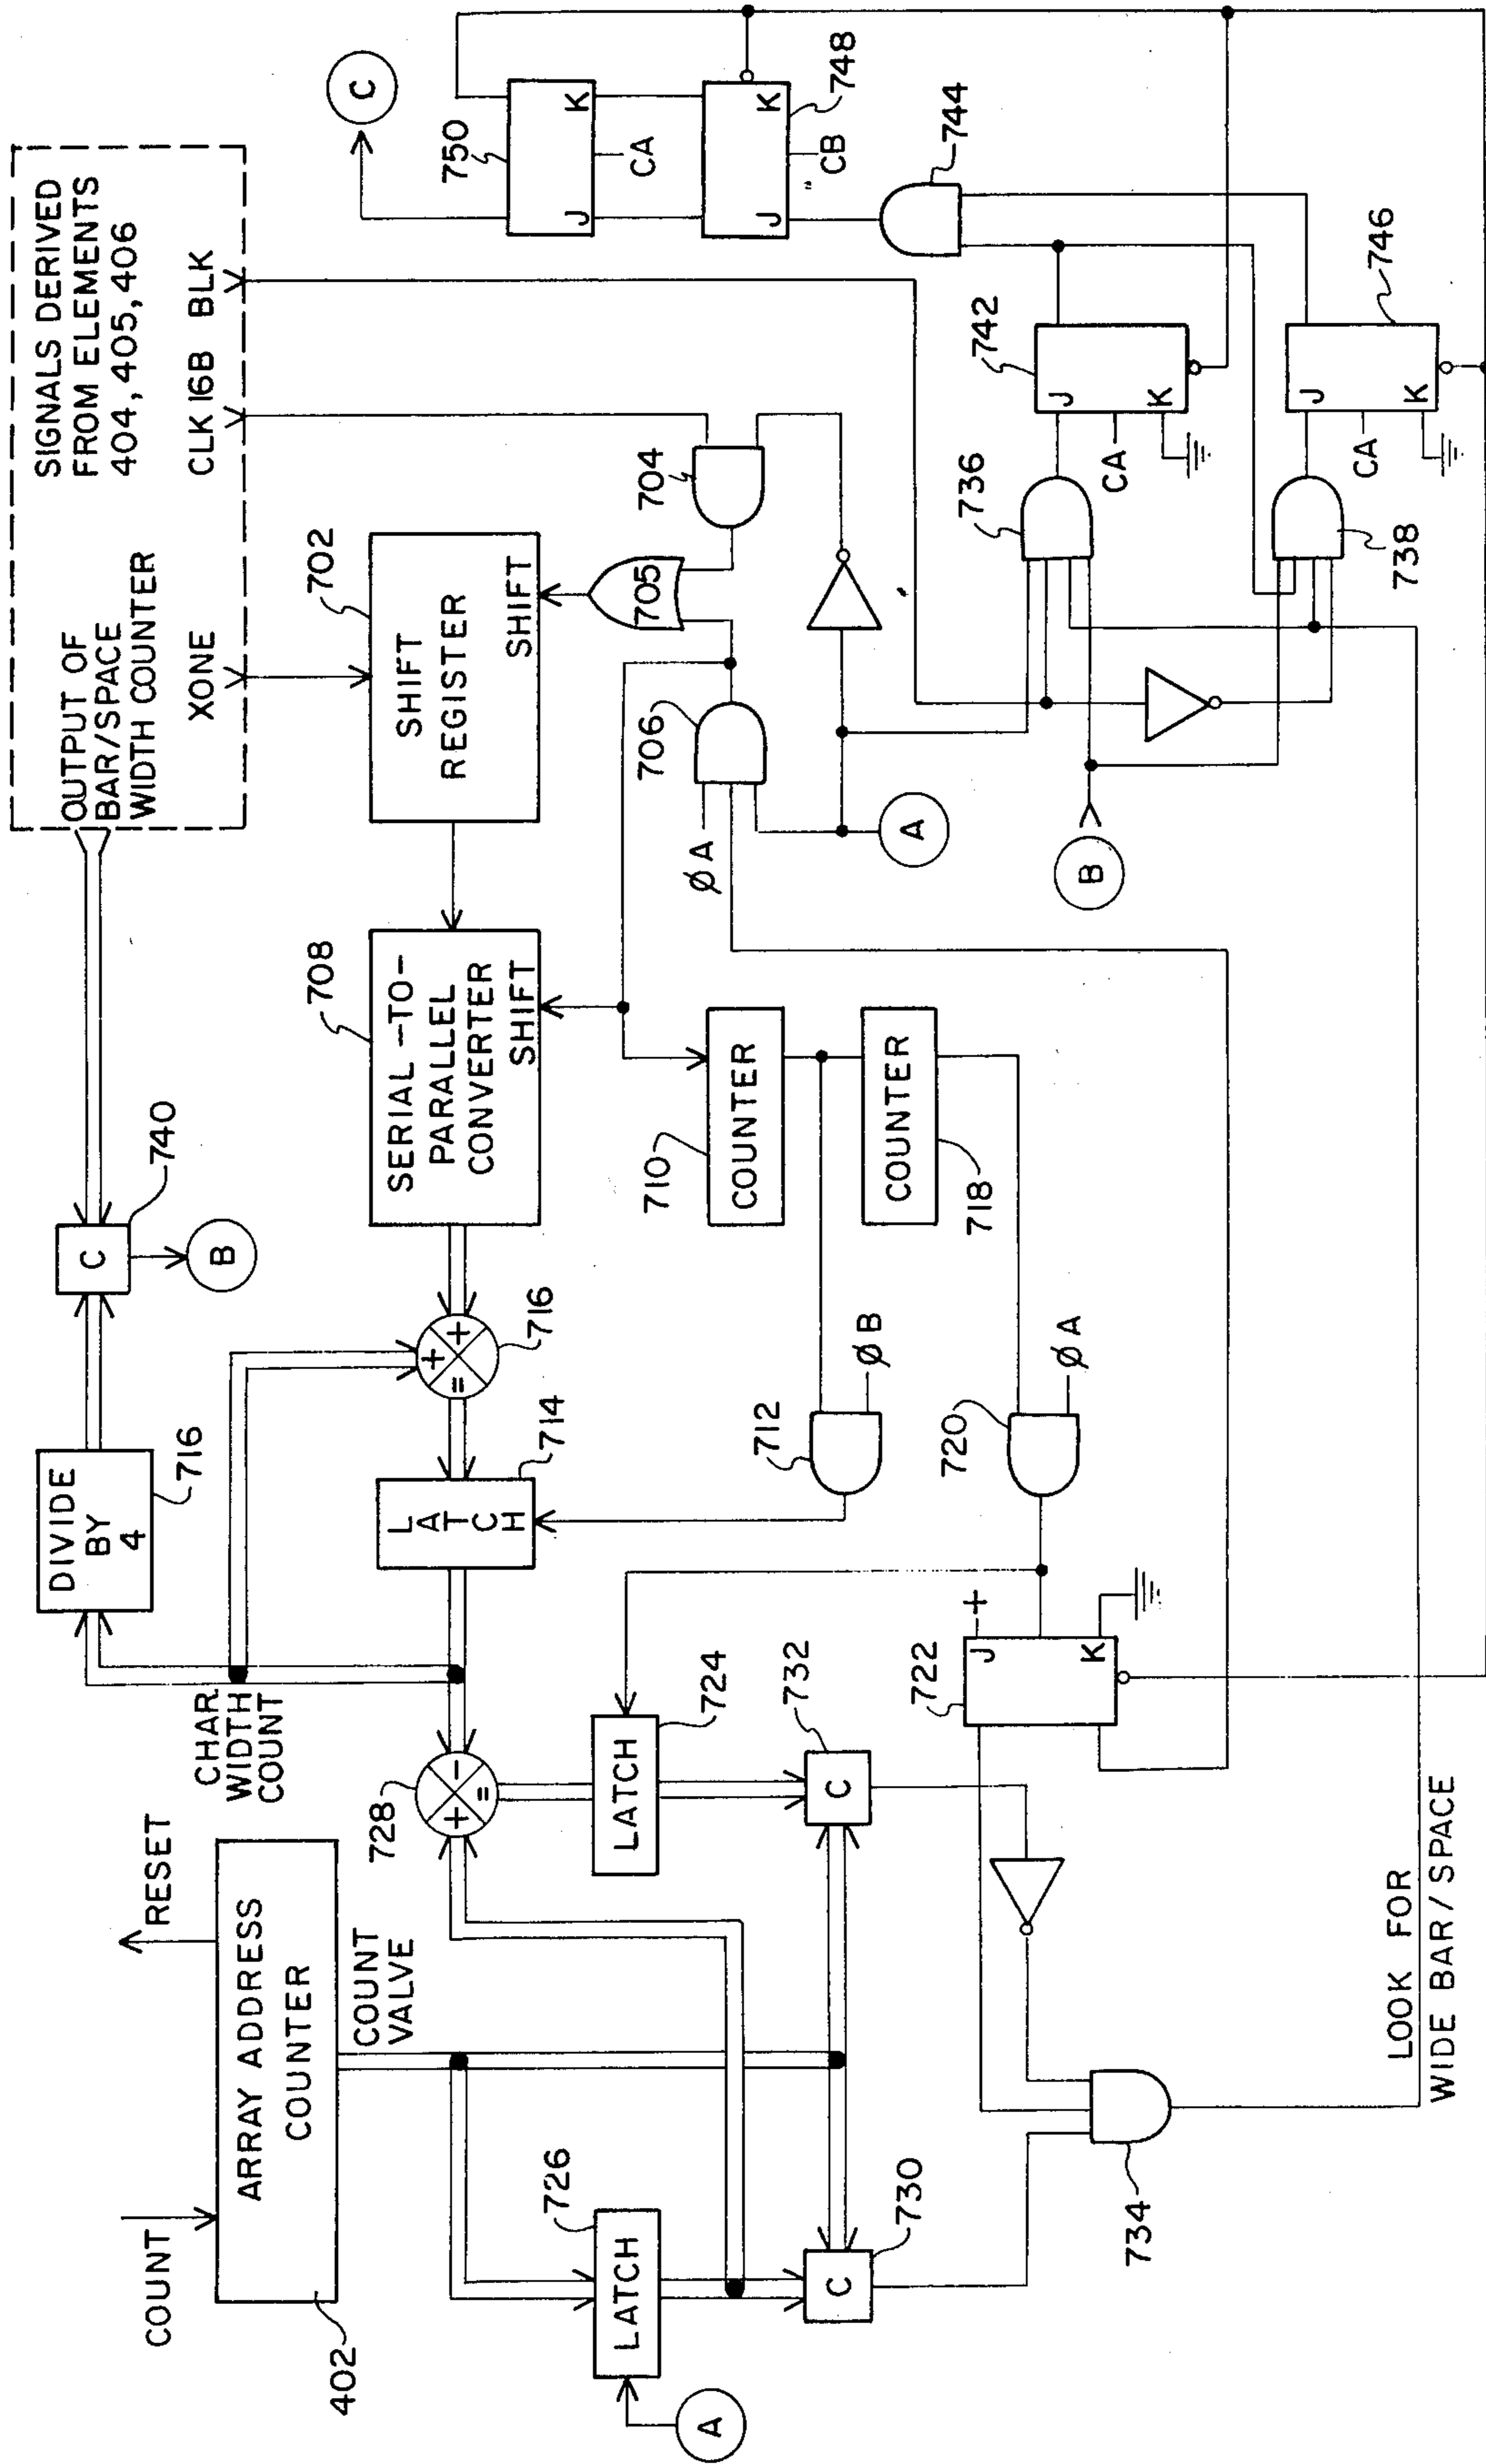 SIGNALS DERIVED
FROM ELEMENTS
404, 405, 406
OUTPUT OF
BAR/SPACE
WIDTH COUNTER
XONE
CLK16B
BLK
C
750
J
K
CA
748
J
K
CB
744
742
J
K
CA
746
J
K
CA
736
738
702
SHIFT
REGISTER
SHIFT
704
705
706
ØA
A
B
740
C
B
708
SERIAL-TO-
PARALLEL
CONVERTER
SHIFT
710
COUNTER
COUNTER
718
DIVIDE
BY
4
716
+
+
=
716
LATCH
714
712
ØB
720
ØA
722
J
+
K
CHAR
WIDTH
COUNT
728
+
-
=
LATCH
724
732
C
RESET
COUNT
ARRAY ADDRESS
COUNTER
402
COUNT
VALVE
726
LATCH
A
C
730
734
LOOK FOR
WIDE BAR/SPACE